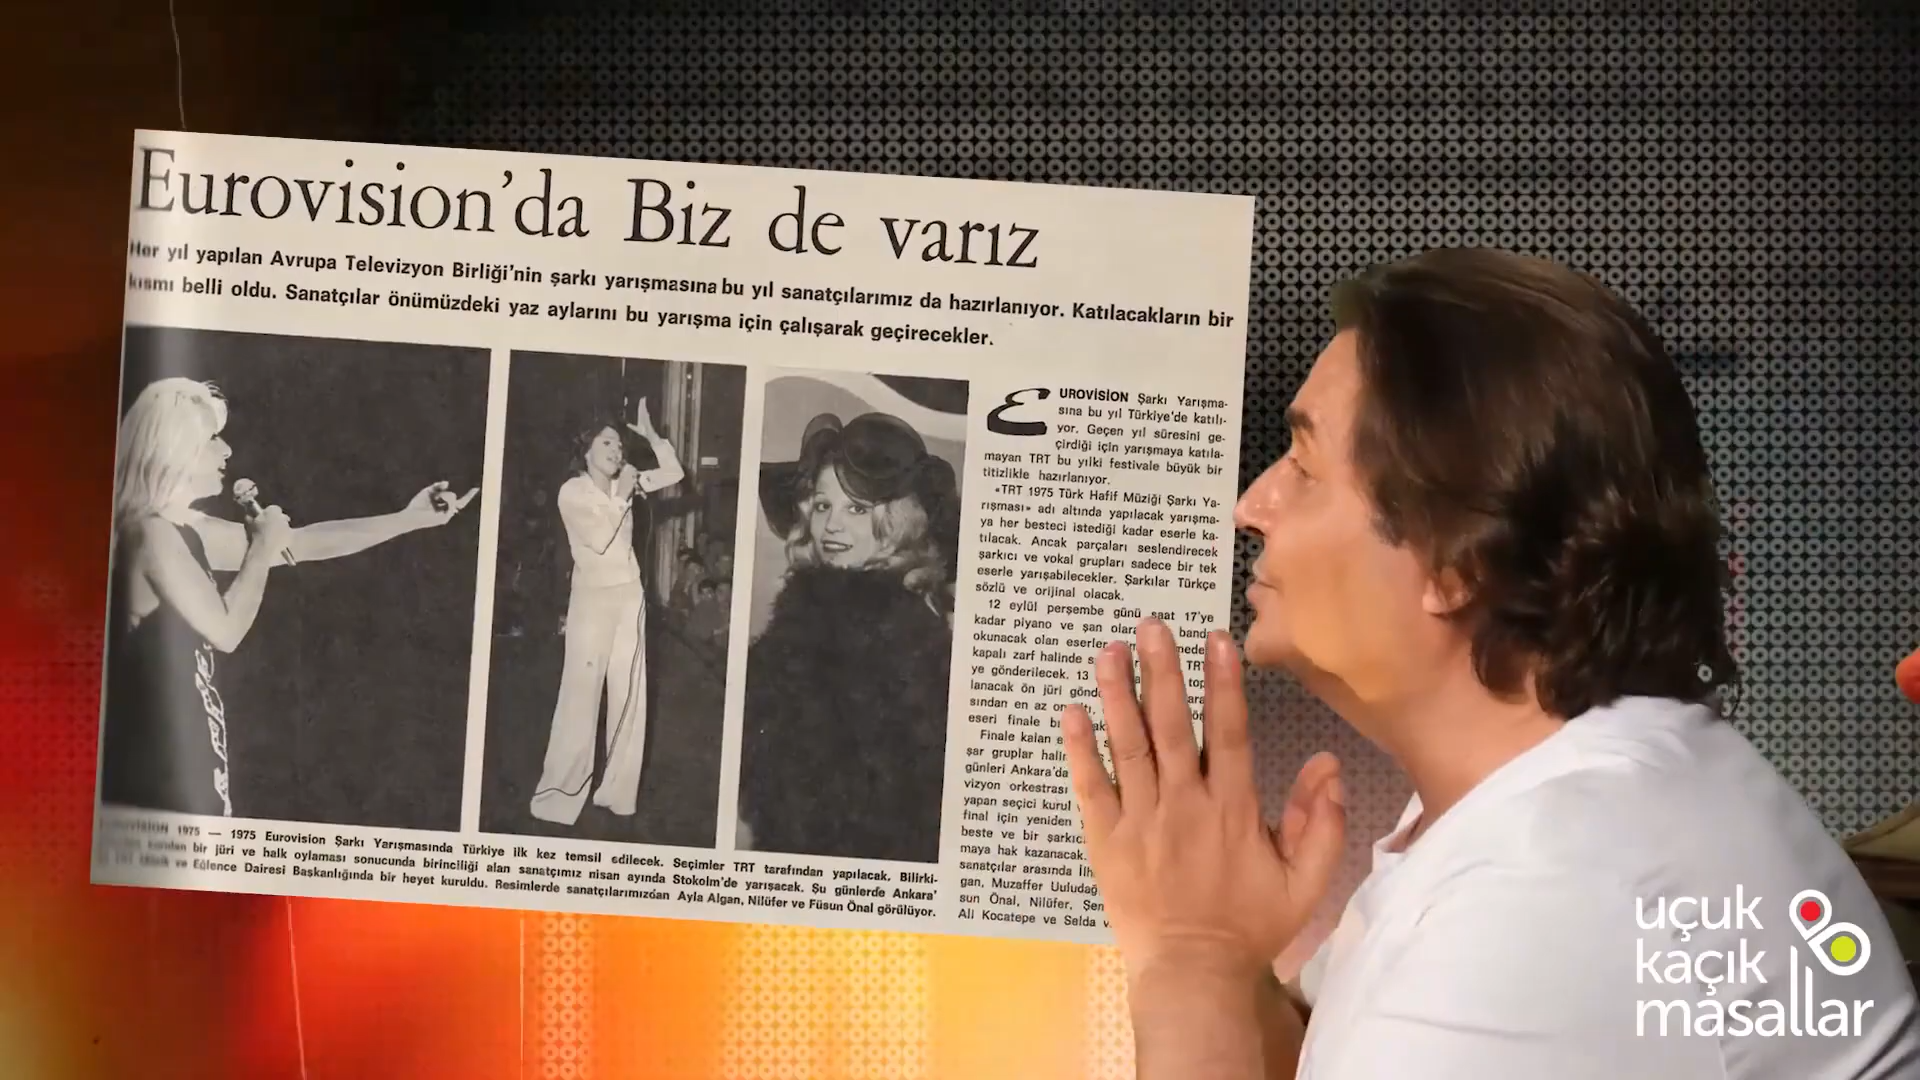 Eurovision'da Biz de varız
Her yıl yapılan Avrupa Televizyon Birliği'nin şarkı yarışmasına bu yıl sanatçılarımız da hazırlanıyor. Katılacakların bir
kısmı belli oldu. Sanatçılar önümüzdeki yaz aylarını bu yarışma için çalışarak geçirecekler.
EUROVİSİON Şarkı Yarışma-
sına bu yıl Türkiye'de katılı-
yor. Geçen yıl süresini ge-
çirdiği için yarışmaya katıla-
mayan TRT bu yılki festivale büyük bir
titizlikle hazırlanıyor.
«TRT 1975 Türk Hafif Müziği Şarkı Ya-
rışması» adı altında yapılacak yarışma-
ya her besteci istediği kadar eserle ka-
tılacak. Ancak parçaları seslendirecek
şarkıcı ve vokal grupları sadece bir tek
eserle yarışabilecekler. Şarkılar Türkçe
sözlü ve orijinal olacak.
12 eylül perşembe günü saat 17'ye
kadar piyano ve şan banda
okunacak olan eserler
kapalı zarf halinde TRT
ye gönderilecek. 13 top
lanacak ön jüri
sından en az
eseri finale
Finale kalan
şar gruplar
günleri Ankara'da
vizyon orkestrası
yapan seçici kurul
final için yeniden
beste ve bir
maya hak kazanacak.
sanatçılar arasında
gan, Muzaffer Uuludağ
sun Önal, Nilüfer, Şen
Ali Kocatepe ve Selda
1975 — 1975 Eurovision Şarkı Yarışmasında Türkiye ilk kez temsil edilecek. Seçimler TRT tarafından yapılacak. Bilirki-
bir jüri ve halk oylaması sonucunda birinciliği alan sanatçımız nisan ayında Stokolm'de yarışacak. Şu günlerde Ankara'
ve Eğlence Dairesi Başkanlığında bir heyet kuruldu. Resimlerde sanatçılarımızdan Ayla Algan, Nilüfer ve Füsun Önal görülüyor.
uçuk
kaçık
masallar